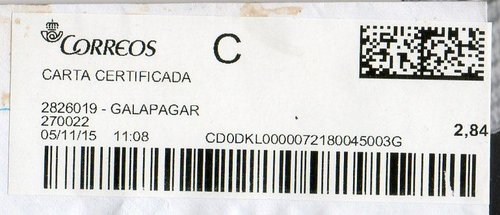 CORREOS
C
CARTA CERTIFICADA
2826019 - GALAPAGAR
270022
2,84
05/11/15 11:08 CD0DKL0000072180045003G